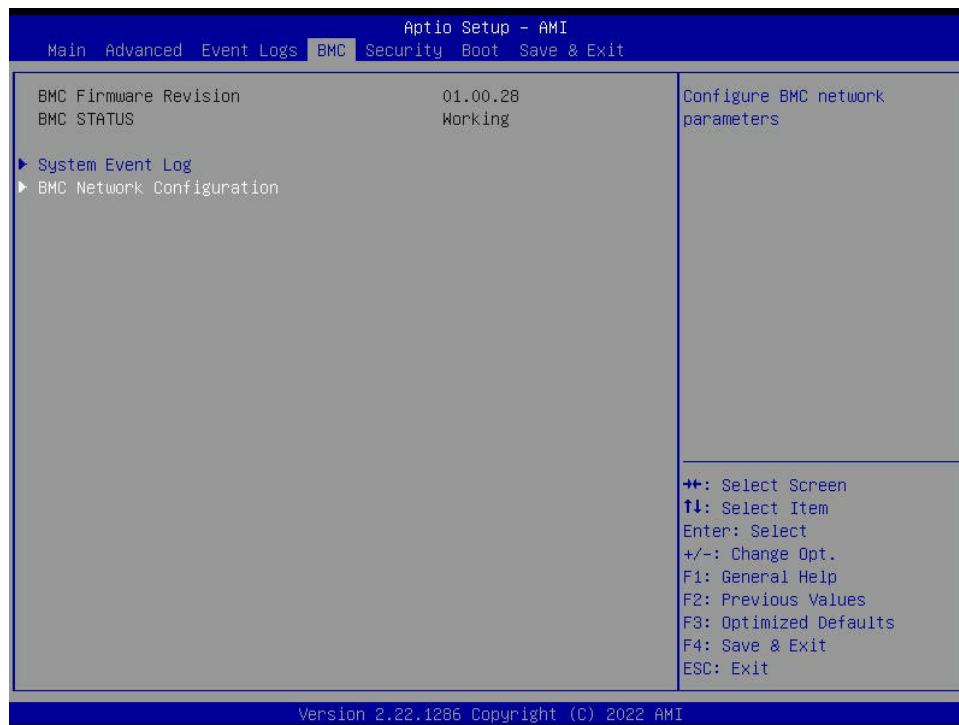 Aptio Setup – AMI
Main Advanced Event Logs BMC Security Boot Save & Exit
BMC Firmware Revision 01.00.28
BMC STATUS Working
System Event Log
BMC Network Configuration
Configure BMC network
parameters
→←: Select Screen
↑↓: Select Item
Enter: Select
+/-: Change Opt.
F1: General Help
F2: Previous Values
F3: Optimized Defaults
F4: Save & Exit
ESC: Exit
Version 2.22.1286 Copyright (C) 2022 AMI